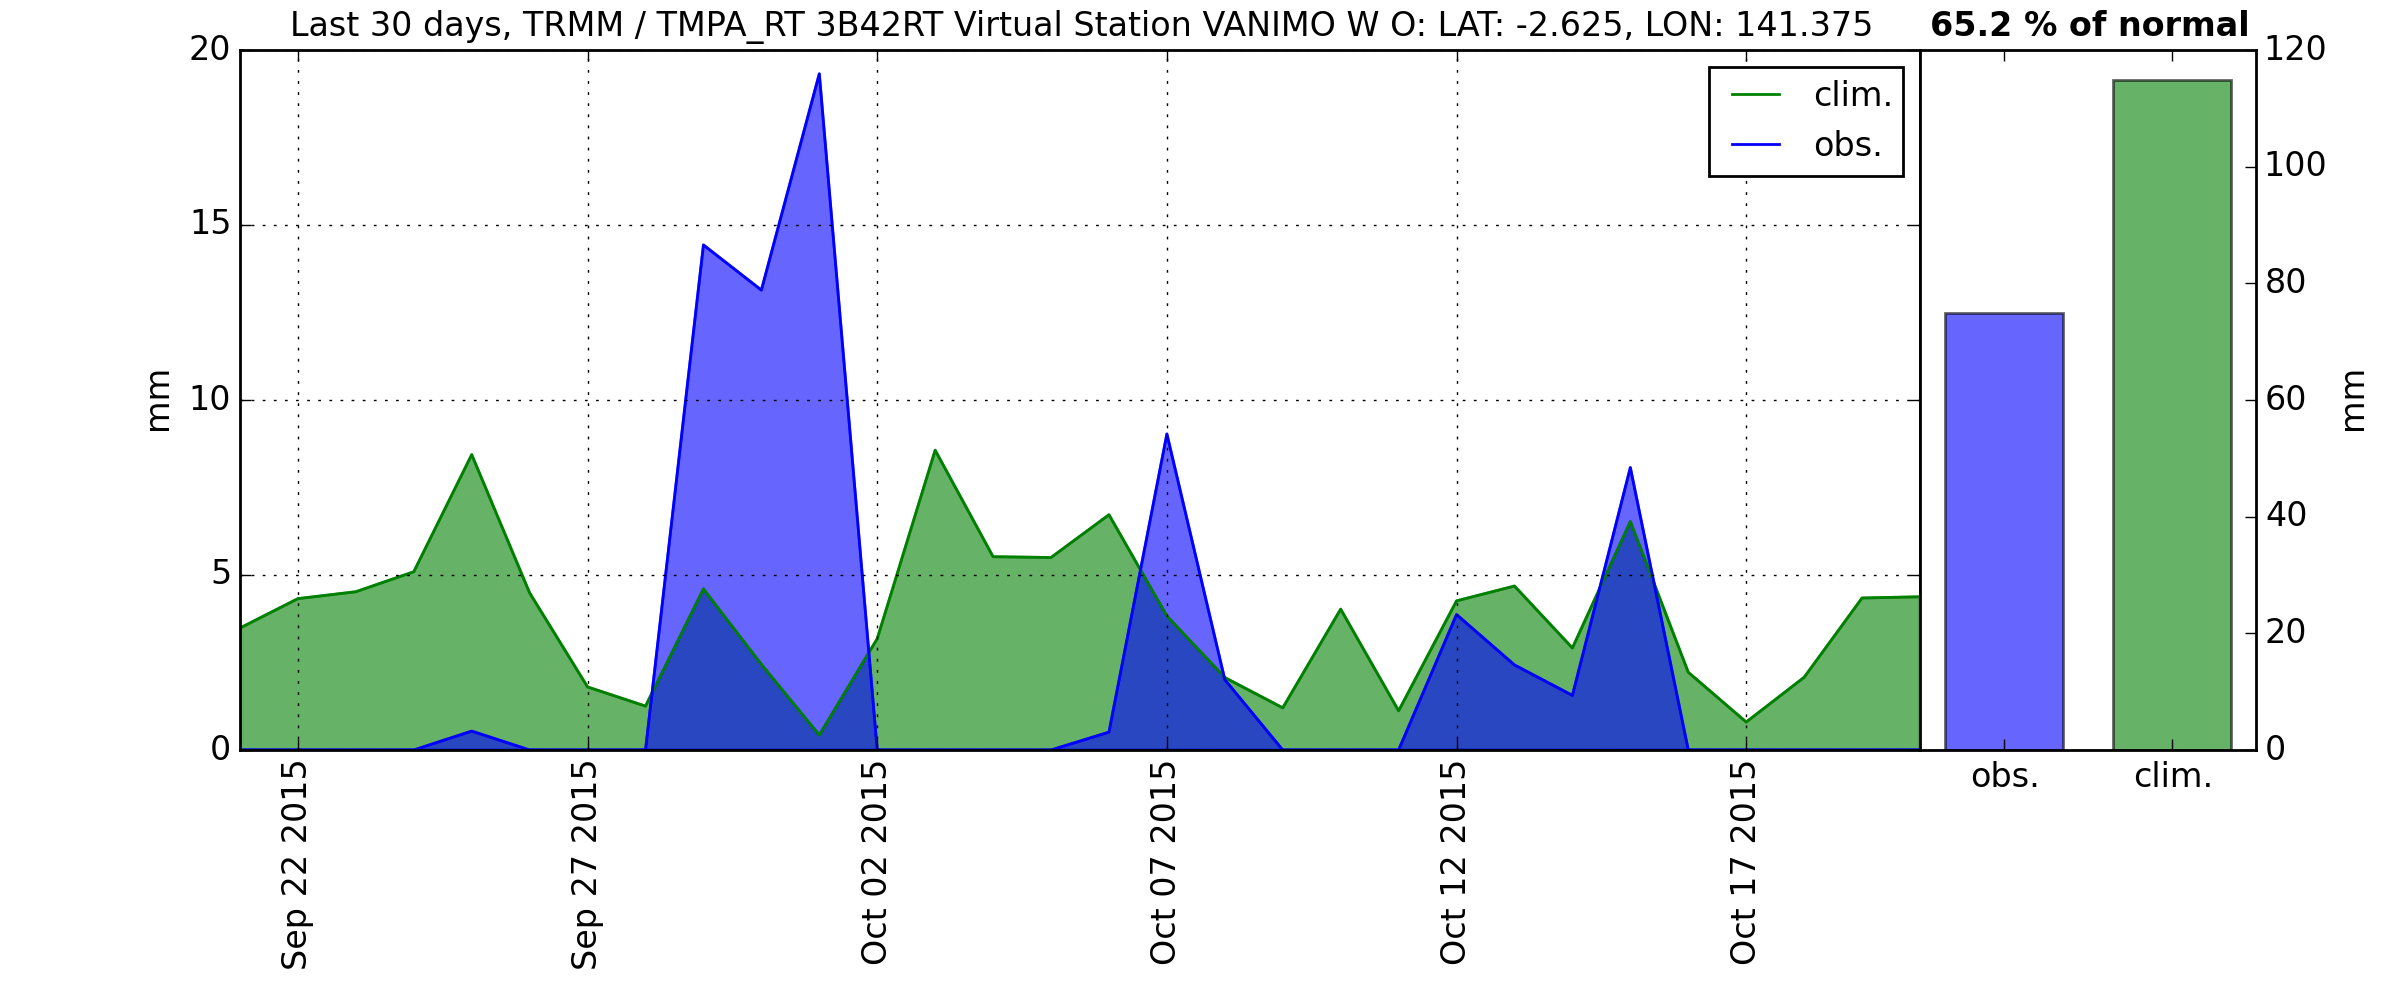 Last 30 days, TRMM / TMPA_RT 3B42RT Virtual Station VANIMO W O: LAT: -2.625, LON: 141.375
65.2 % of normal
clim.
obs.
mm
20
15
10
5
0
Sep 22 2015
Sep 27 2015
Oct 02 2015
Oct 07 2015
Oct 12 2015
Oct 17 2015
obs.
clim.
120
100
80
60
40
20
0
mm